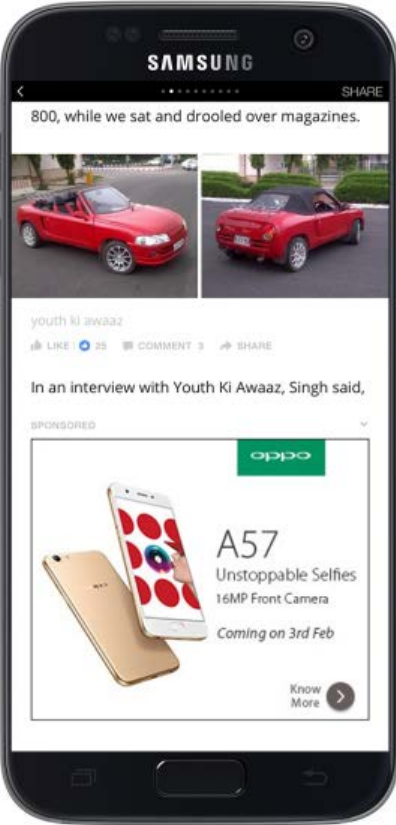 SAMSUNG
SHARE
800, while we sat and drooled over magazines.
youth ki awaaz
LIKE 25 COMMENT 3 SHARE
In an interview with Youth Ki Awaaz, Singh said,
SPONSORED
oppo
A57
Unstoppable Selfies
16MP Front Camera
Coming on 3rd Feb
Know
More